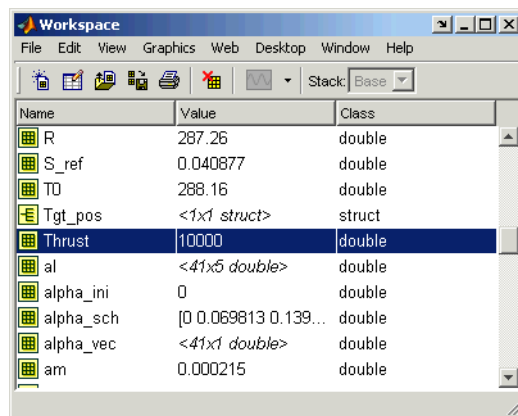 Workspace
File Edit View Graphics Web Desktop Window Help
Stack: Base
Name Value Class
R 287.26 double
S_ref 0.040877 double
T0 288.16 double
Tgt_pos <1x1 struct> struct
Thrust 10000 double
al <41x5 double> double
alpha_ini 0 double
alpha_sch [0 0.069813 0.139... double
alpha_vec <41x1 double> double
am 0.000215 double